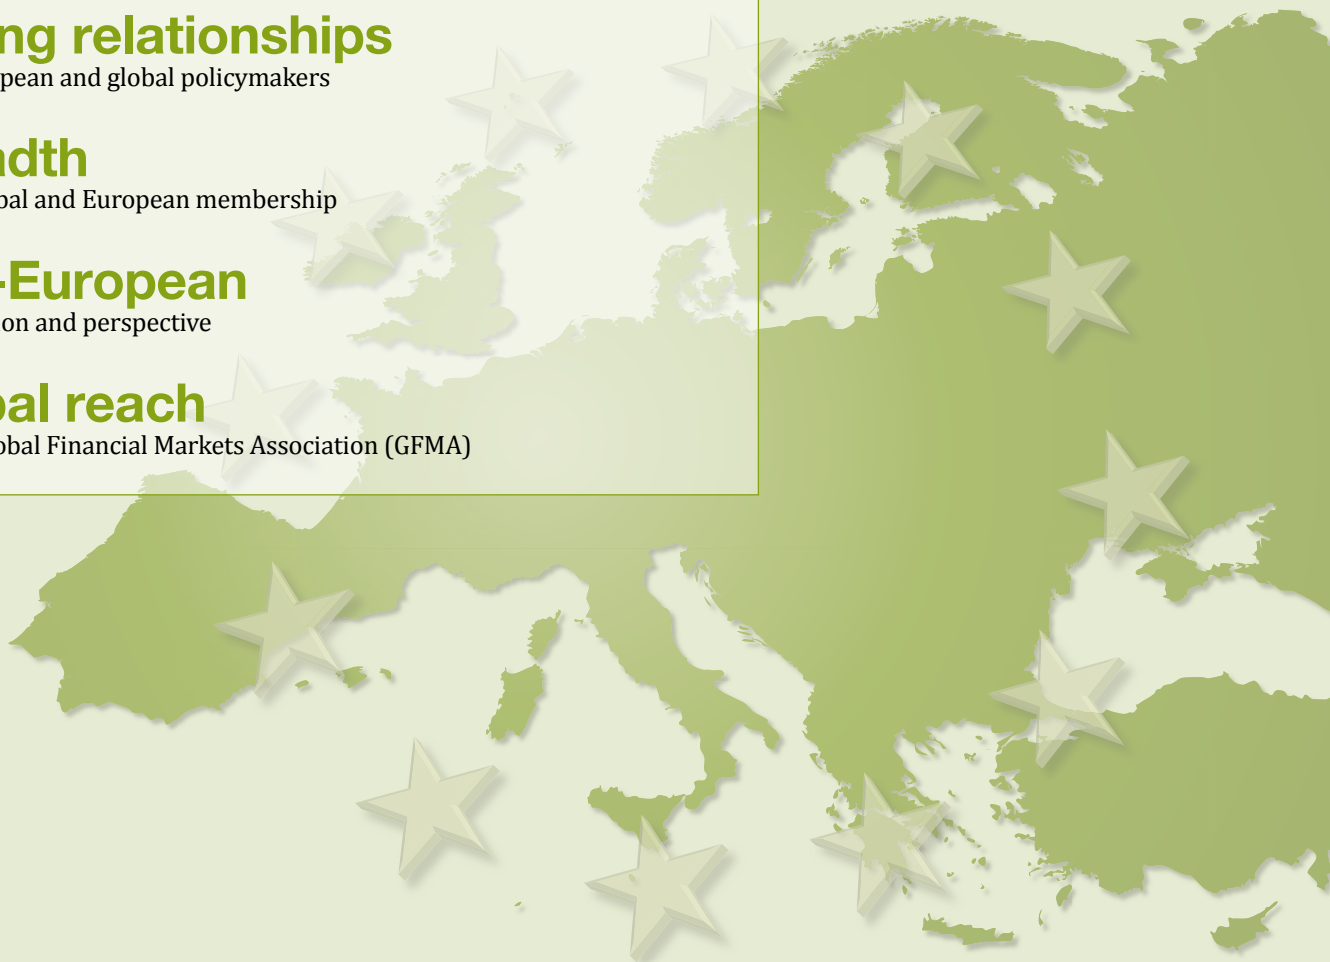 ng relationships
pean and global policymakers
adth
bal and European membership
-European
on and perspective
bal reach
obal Financial Markets Association (GFMA)